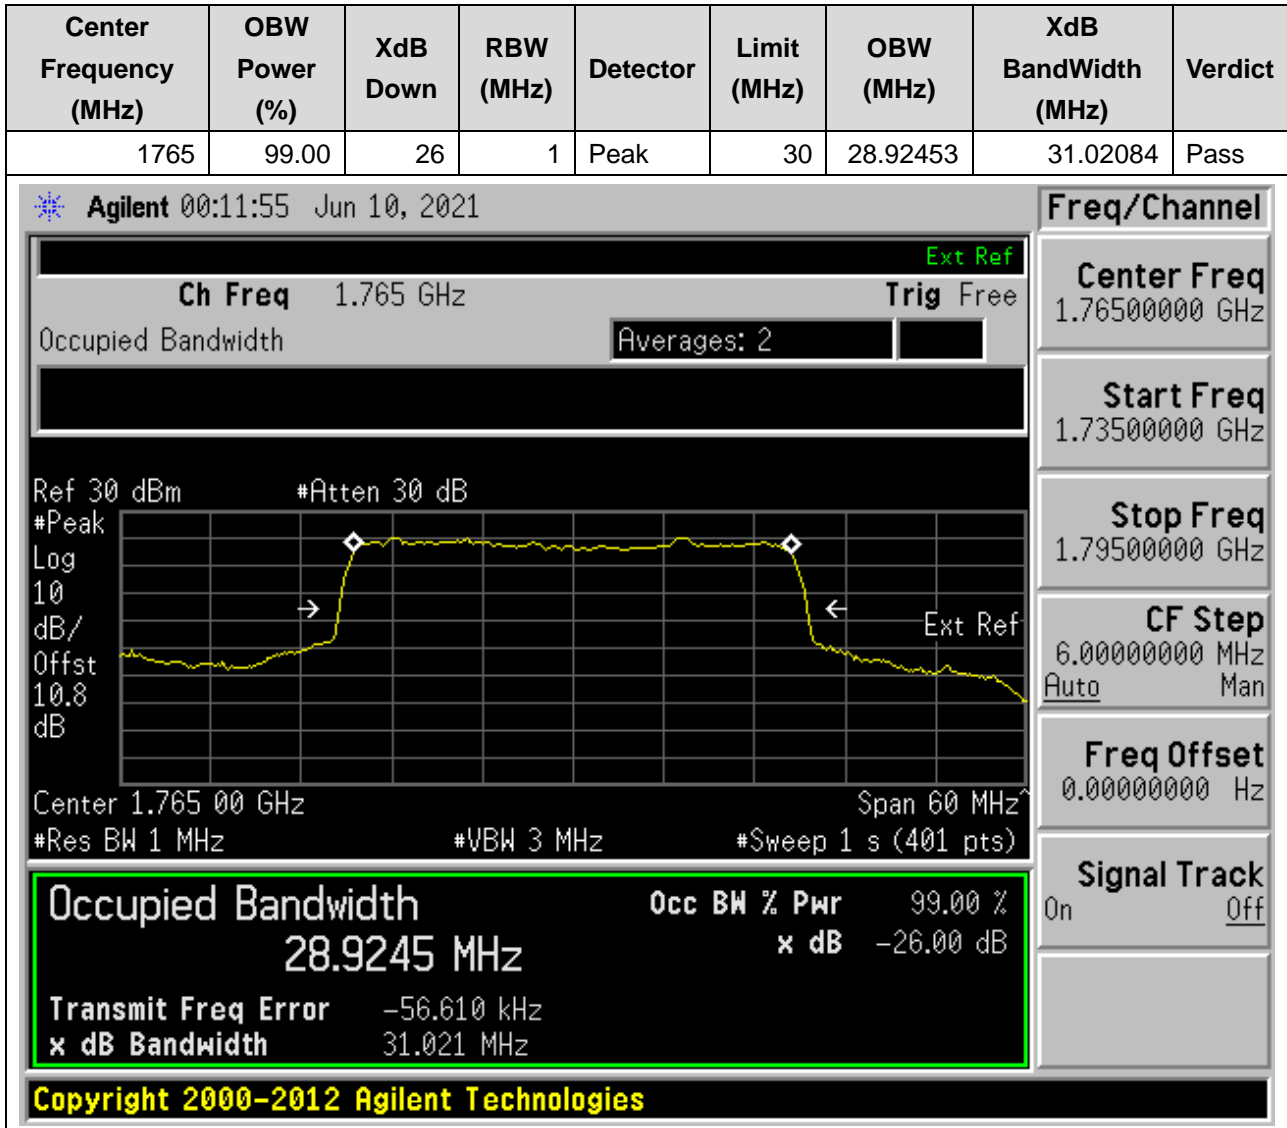 Center Frequency (MHz) OBW Power (%) XdB Down RBW (MHz) Detector Limit (MHz) OBW (MHz) XdB BandWidth (MHz) Verdict
1765 99.00 26 1 Peak 30 28.92453 31.02084 Pass
Agilent 00:11:55 Jun 10, 2021
Freq/Channel
Ext Ref
Ch Freq 1.765 GHz Trig Free
Occupied Bandwidth Averages: 2
Center Freq
1.76500000 GHz
Start Freq
1.73500000 GHz
Stop Freq
1.79500000 GHz
CF Step
6.00000000 MHz
Auto Man
Freq Offset
0.00000000 Hz
Signal Track
On Off
Ref 30 dBm #Atten 30 dB
#Peak
Log
10
dB/
Offst
10.8
dB
Ext Ref
Center 1.765 00 GHz Span 60 MHz^
#Res BW 1 MHz #VBW 3 MHz #Sweep 1 s (401 pts)
Occupied Bandwidth Occ BW % Pwr 99.00 %
28.9245 MHz x dB -26.00 dB
Transmit Freq Error -56.610 kHz
x dB Bandwidth 31.021 MHz
Copyright 2000-2012 Agilent Technologies